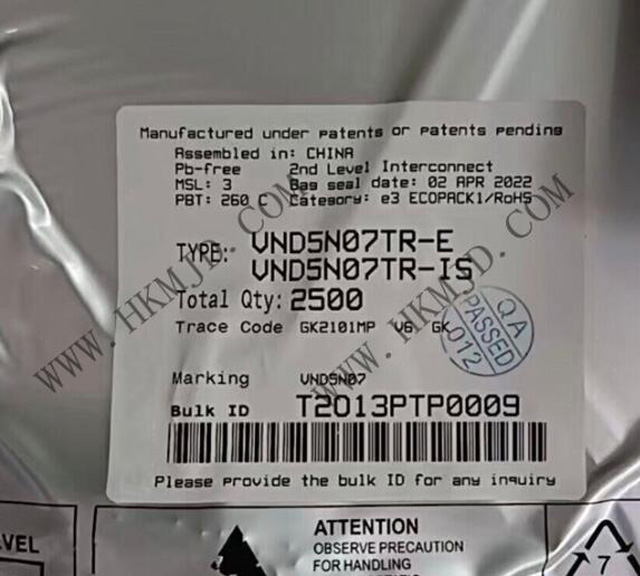 Manufactured under patents or patents pending
Assembled in: CHINA
Pb-free 2nd Level Interconnect
MSL: 3 Bag seal date: 02 APR 2022
PBT: 260 C Category: e3 ECOPACK1/RoHS
TYPE: VND5N07TR-E
VND5N07TR-IS
Total Qty: 2500
Trace Code GK2101MP V6 GK
QA
PASSED
012
Marking VND5N07
Bulk ID T2013PTP0009
Please provide the bulk ID for any inquiry
WWW.HKMJD.COM
WWW.HKMJD.COM
VEL
ATTENTION
OBSERVE PRECAUTION
FOR HANDLING
7